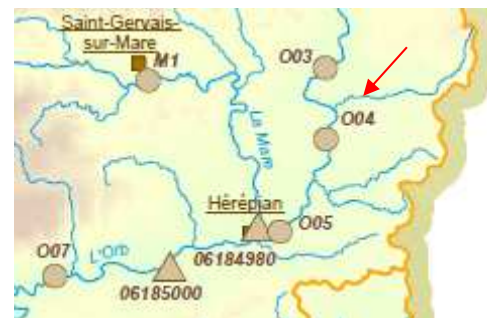 Saint-Gervais-
sur-Mare
M1
O03
O04
La Mare
Hérépian
O05
O07
L'Orb
06184980
06185000